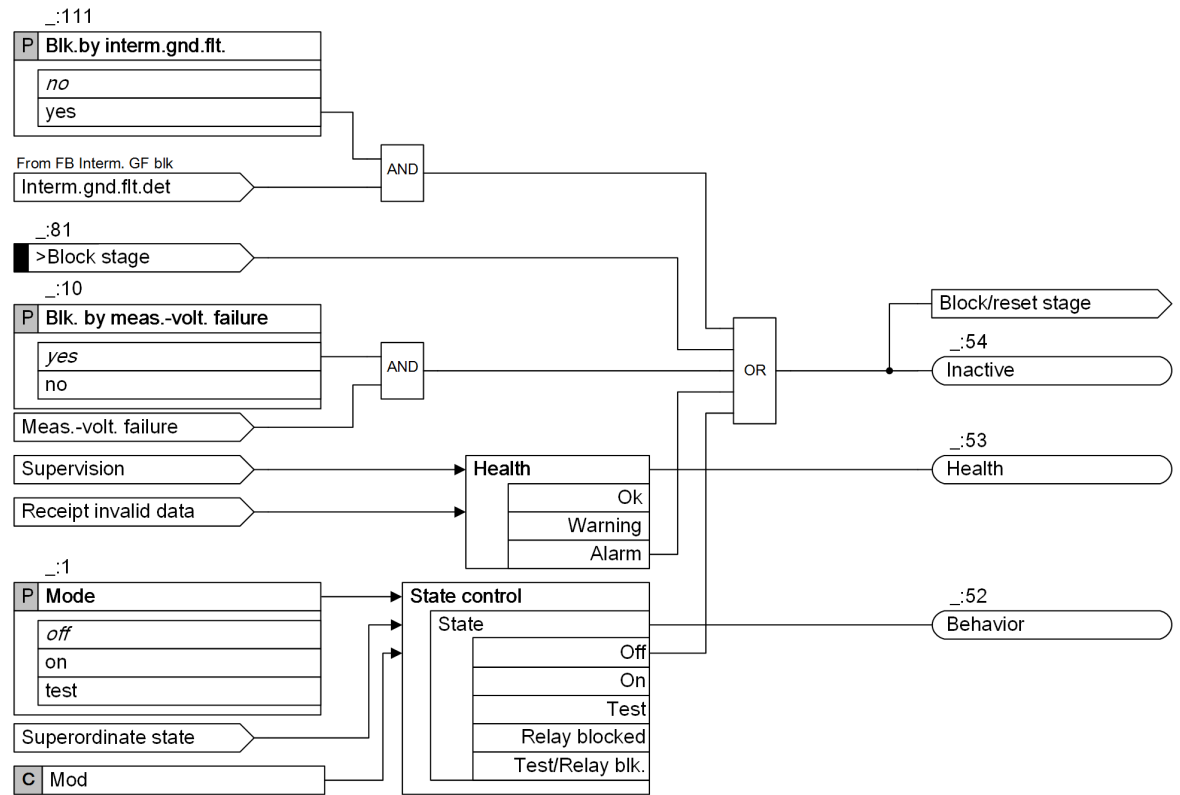 _:111
P Blk.by interm.gnd.flt.
no
yes
From FB Interm. GF blk
Interm.gnd.flt.det
AND
_:81
>Block stage
_:10
P Blk. by meas.-volt. failure
yes
no
AND
Meas.-volt. failure
OR
Block/reset stage
_:54
Inactive
Supervision
Receipt invalid data
Health
Ok
Warning
Alarm
_:53
Health
_:1
P Mode
off
on
test
Superordinate state
C Mod
State control
State
Off
On
Test
Relay blocked
Test/Relay blk.
_:52
Behavior